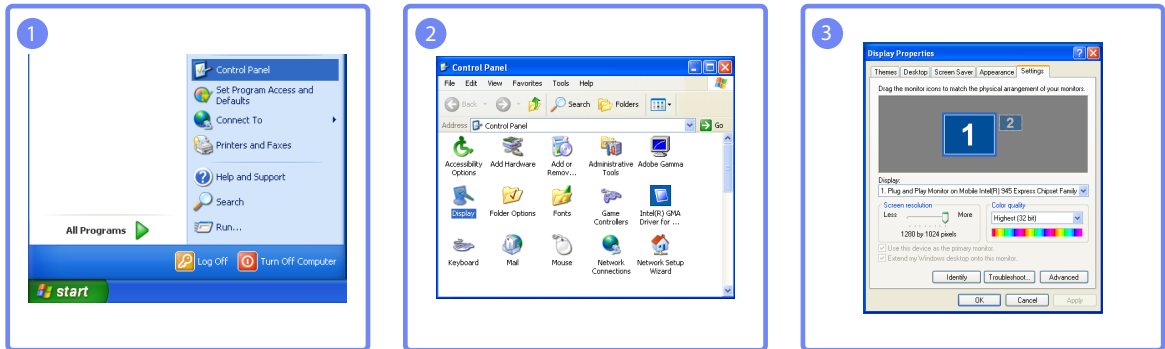 1
Control Panel
Set Program Access and
Defaults
Connect To
Printers and Faxes
Help and Support
Search
Run...
All Programs
Log Off
Turn Off Computer
start
2
Control Panel
File Edit View Favorites Tools Help
Back
Search
Folders
Address
Control Panel
Go
Accessibility
Options
Add Hardware
Add or
Remov...
Administrative
Tools
Adobe Gamma
Display
Folder Options
Fonts
Game
Controllers
Intel(R) GMA
Driver for ...
Keyboard
Mail
Mouse
Network
Connections
Network Setup
Wizard
3
Display Properties
Themes
Desktop
Screen Saver
Appearance
Settings
Drag the monitor icons to match the physical arrangement of your monitors.
1
2
Display:
1. Plug and Play Monitor on Mobile Intel(R) 945 Express Chipset Family
Screen resolution
Less
More
1280 by 1024 pixels
Color quality
Highest (32 bit)
Use this device as the primary monitor.
Extend my Windows desktop onto this monitor.
Identify
Troubleshoot...
Advanced
OK
Cancel
Apply